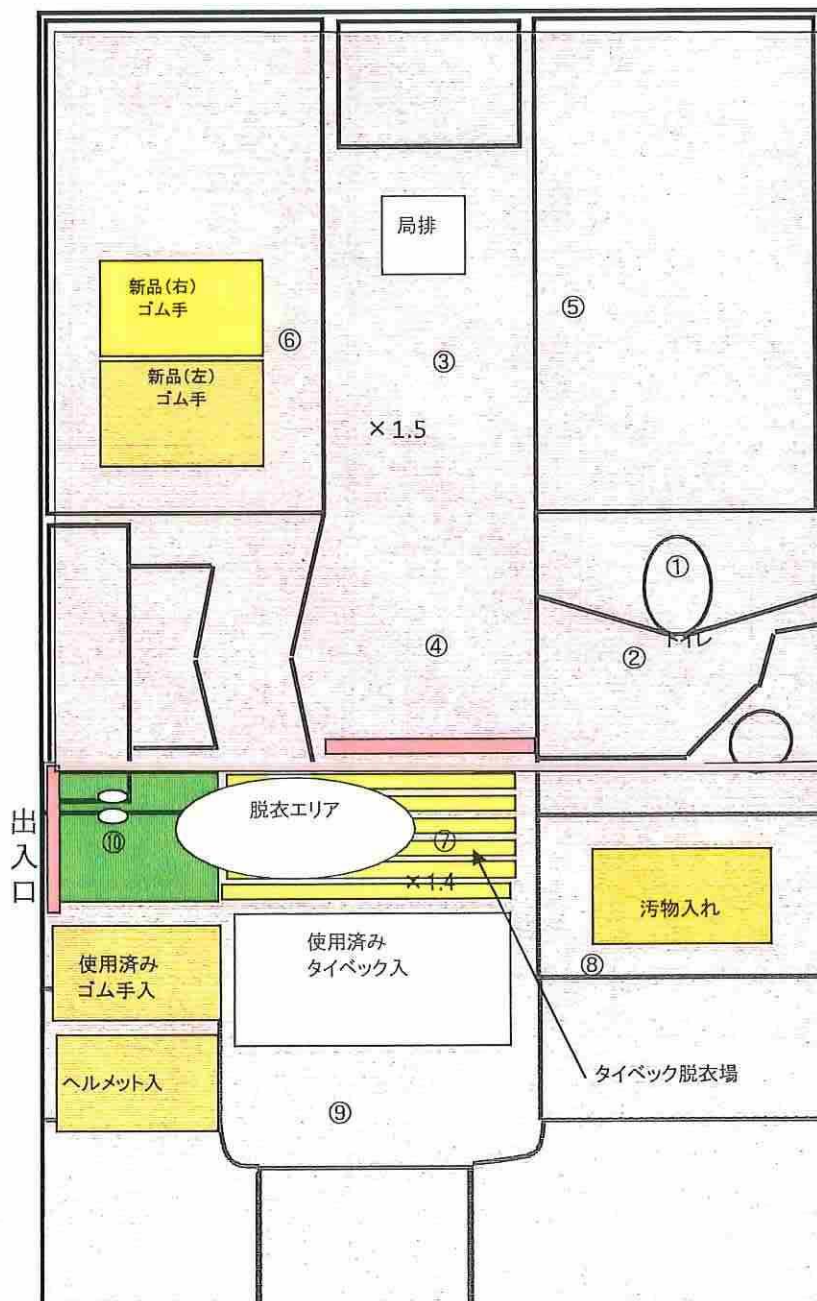 局排
新品(右)
ゴム手
⑥
⑤
③
新品(左)
ゴム手
×1.5
①
④
②
トイレ
出入口
脱衣エリア
⑩
⑦
×1.4
汚物入れ
使用済み
タイベック入
使用済み
ゴム手入
⑧
ヘルメット入
タイベック脱衣場
⑨